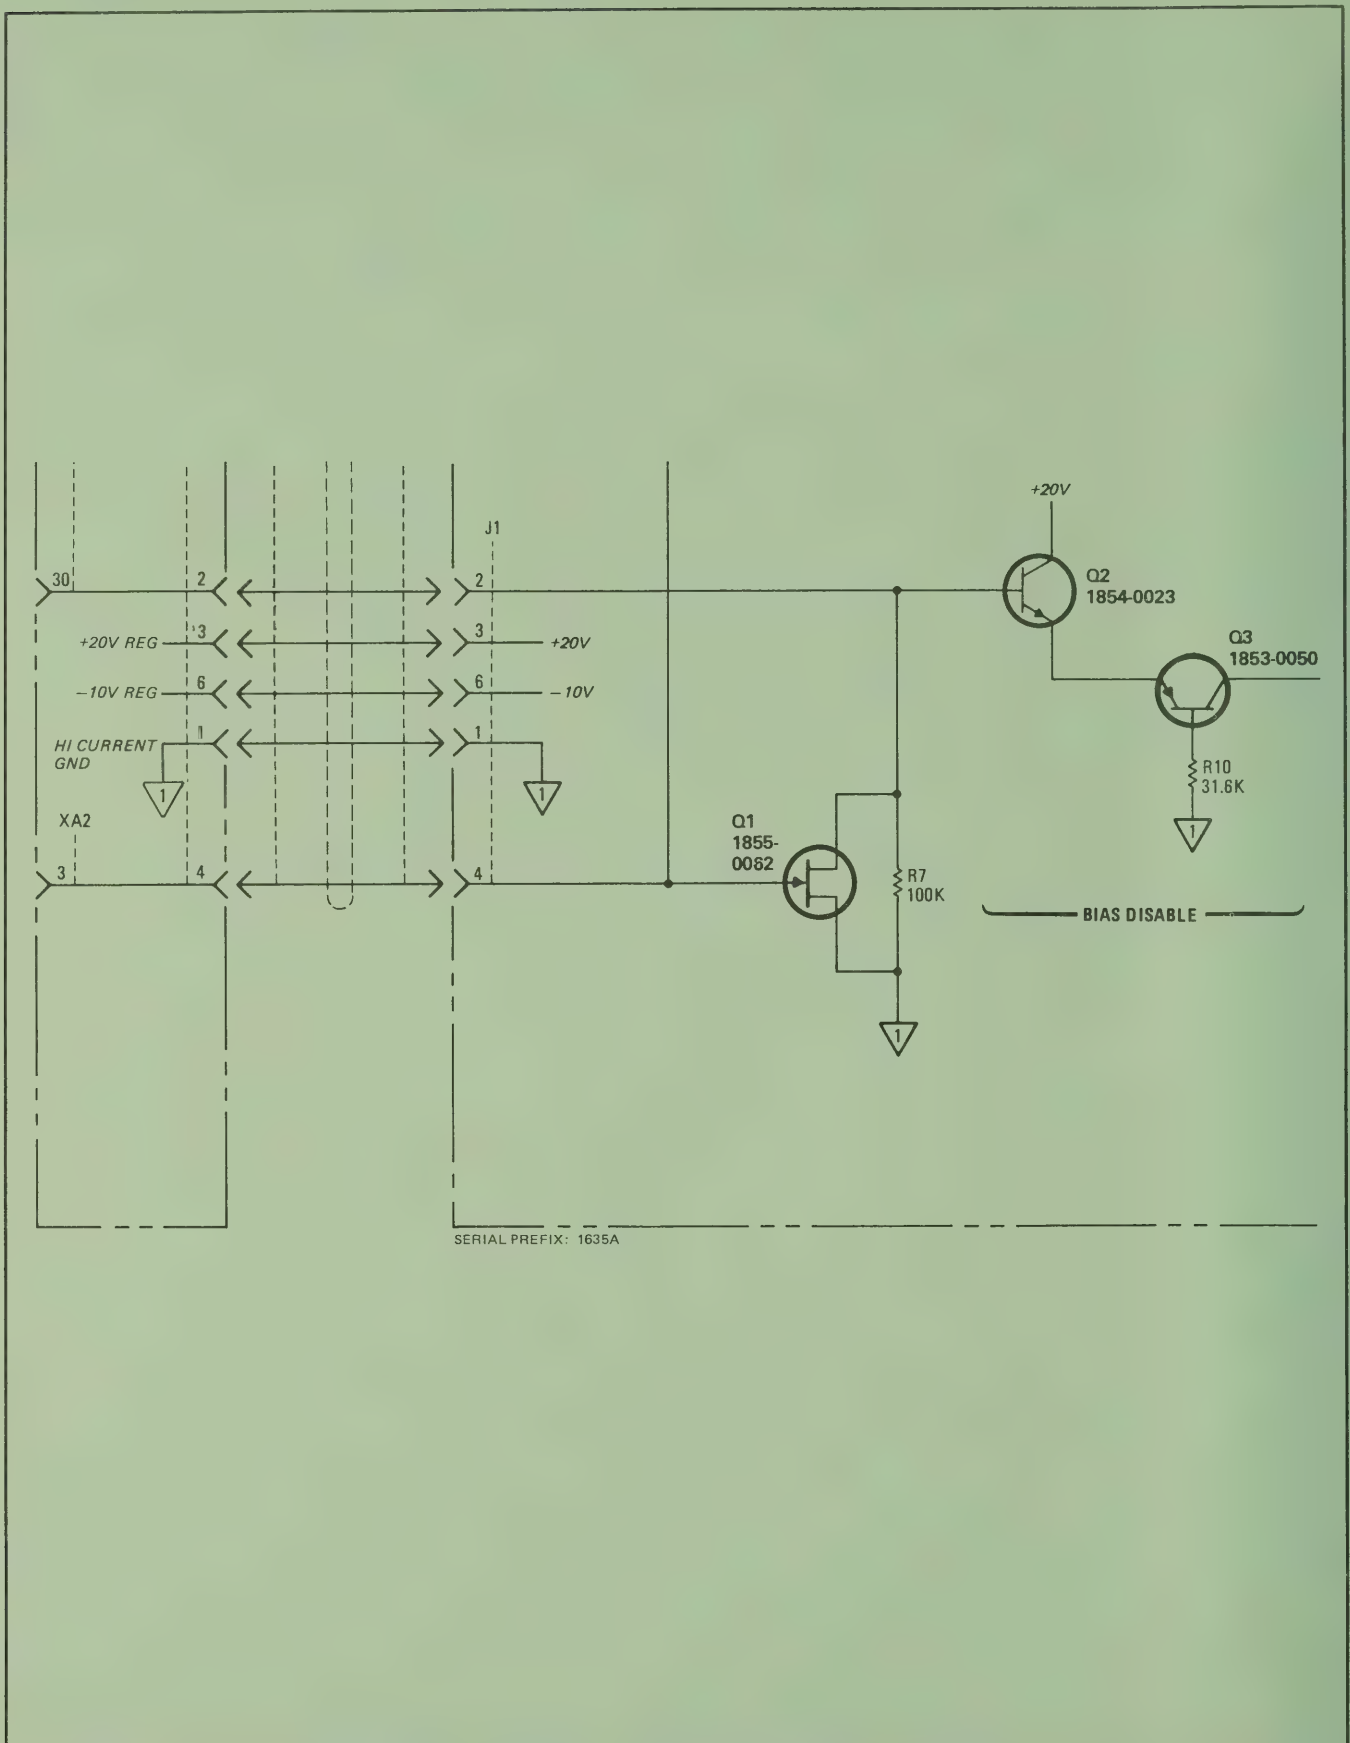 +20V
J1
30
2
2
Q2
1854-0023
+20V REG
3
3
+20V
Q3
1853-0050
-10V REG
6
6
-10V
HI CURRENT
GND
1
1
1
1
R10
31.6K
XA2
Q1
1855-
0062
1
3
4
4
R7
100K
BIAS DISABLE
1
SERIAL PREFIX: 1635A